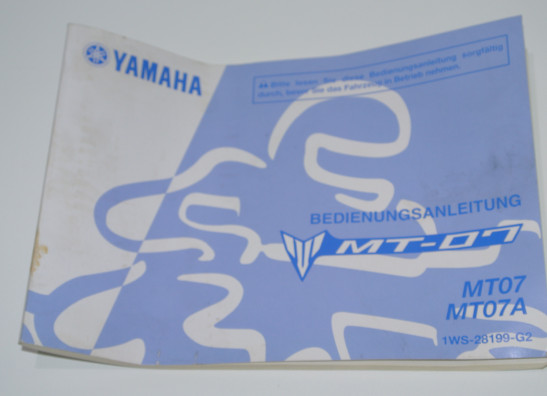 YAMAHA
Bitte lesen Sie diese Bedienungsanleitung sorgfältig
durch, bevor Sie das Fahrzeug in Betrieb nehmen.
BEDIENUNGSANLEITUNG
MT-07
MT07
MT07A
1WS-28199-G2